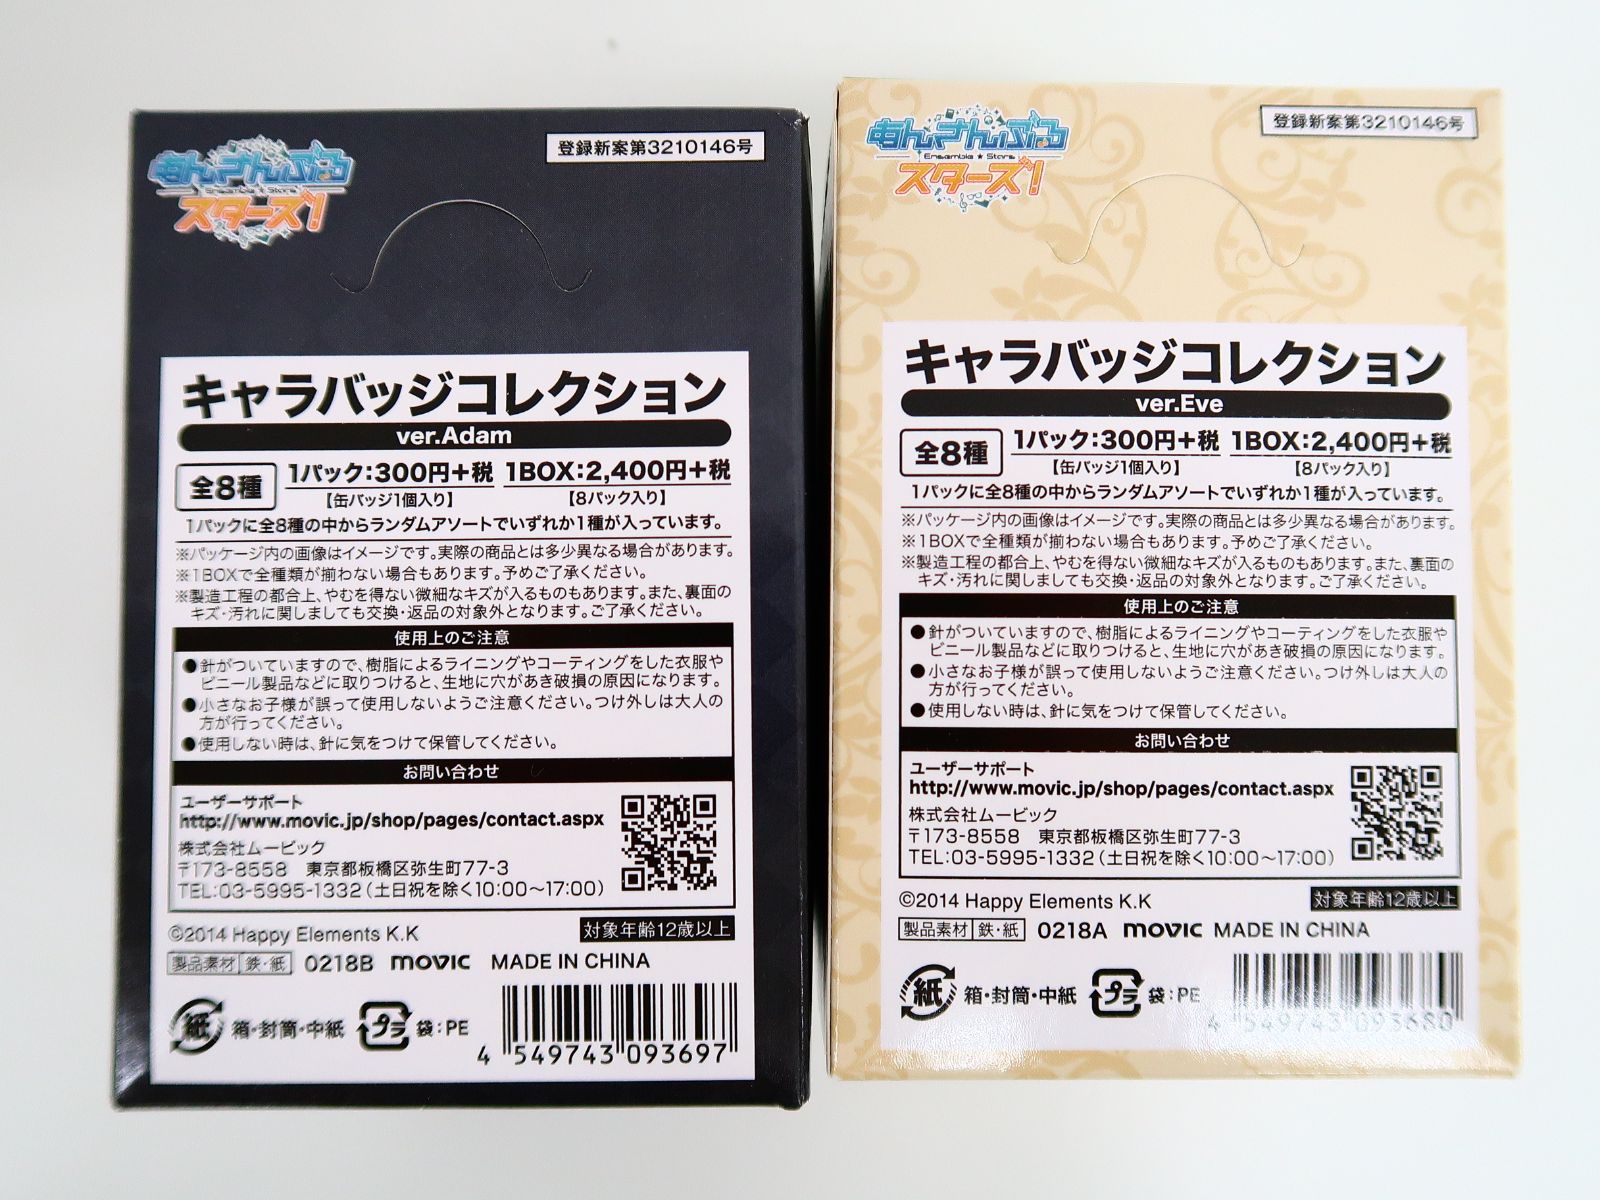 あんさんぶる
Ensemble ★ Stars
スターズ!
登録新案第3210146号
キャラバッジコレクション
ver.Adam
全8種
1パック:300円+税 1BOX:2,400円+税
【缶バッジ1個入り】 【8パック入り】
1パックに全8種の中からランダムアソートでいずれか1種が入っています。
※パッケージ内の画像はイメージです。実際の商品とは多少異なる場合があります。
※1BOXで全種類が揃わない場合もあります。予めご了承ください。
※製造工程の都合上、やむを得ない微細なキズが入るものもあります。また、裏面の
キズ・汚れに関しましても交換・返品の対象外となります。ご了承ください。
使用上のご注意
●針がついていますので、樹脂によるライニングやコーティングをした衣服や
ビニール製品などに取りつけると、生地に穴があき破損の原因になります。
●小さなお子様が誤って使用しないようご注意ください。つけ外しは大人の
方が行ってください。
●使用しない時は、針に気をつけて保管してください。
お問い合わせ
ユーザーサポート
http://www.movic.jp/shop/pages/contact.aspx
株式会社ムービック
〒173-8558 東京都板橋区弥生町77-3
TEL:03-5995-1332(土日祝を除く10:00〜17:00)
©2014 Happy Elements K.K 対象年齢12歳以上
製品素材 鉄・紙 0218B movic MADE IN CHINA
紙 箱・封筒・中紙 プラ 袋:PE
4 549743 093697
あんさんぶる
Ensemble ★ Stars
スターズ!
登録新案第3210146号
キャラバッジコレクション
ver.Eve
全8種
1パック:300円+税 1BOX:2,400円+税
【缶バッジ1個入り】 【8パック入り】
1パックに全8種の中からランダムアソートでいずれか1種が入っています。
※パッケージ内の画像はイメージです。実際の商品とは多少異なる場合があります。
※1BOXで全種類が揃わない場合もあります。予めご了承ください。
※製造工程の都合上、やむを得ない微細なキズが入るものもあります。また、裏面の
キズ・汚れに関しましても交換・返品の対象外となります。ご了承ください。
使用上のご注意
●針がついていますので、樹脂によるライニングやコーティングをした衣服や
ビニール製品などに取りつけると、生地に穴があき破損の原因になります。
●小さなお子様が誤って使用しないようご注意ください。つけ外しは大人の
方が行ってください。
●使用しない時は、針に気をつけて保管してください。
お問い合わせ
ユーザーサポート
http://www.movic.jp/shop/pages/contact.aspx
株式会社ムービック
〒173-8558 東京都板橋区弥生町77-3
TEL:03-5995-1332(土日祝を除く10:00〜17:00)
©2014 Happy Elements K.K 対象年齢12歳以上
製品素材 鉄・紙 0218A movic MADE IN CHINA
紙 箱・封筒・中紙 プラ 袋:PE
4 549743 093680